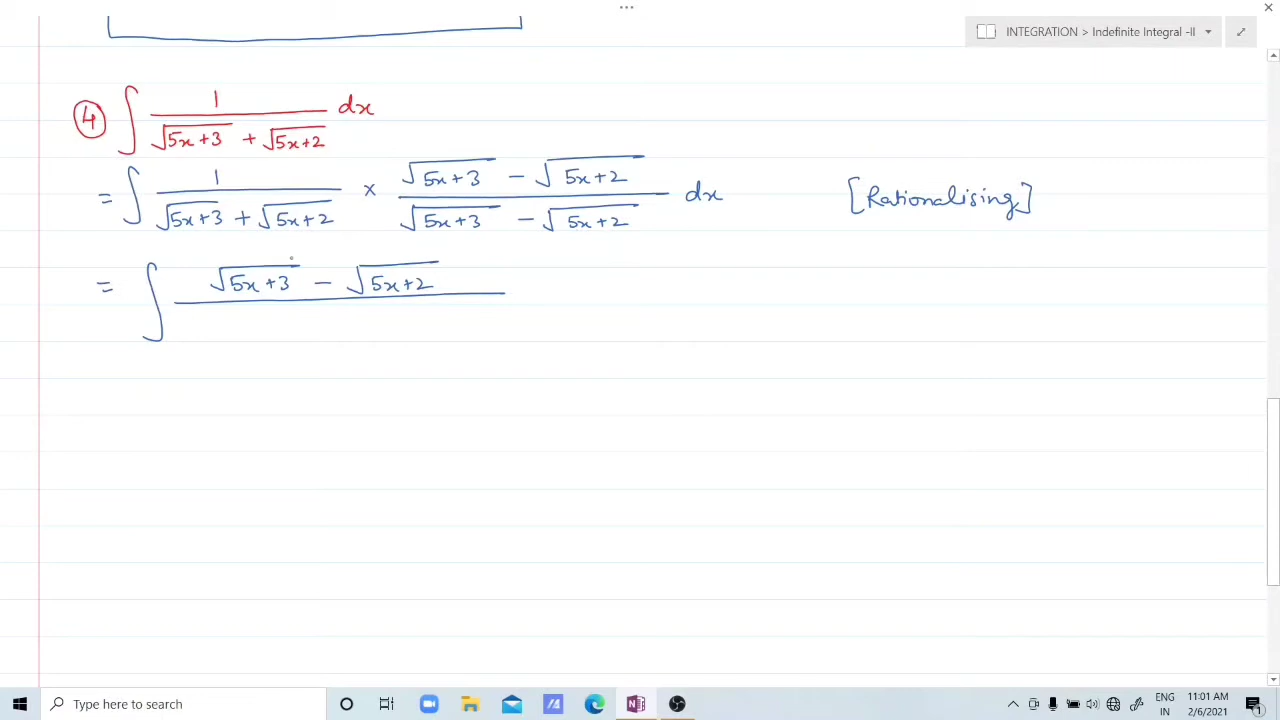 INTEGRATION > Indefinite Integral -II
④ ∫ 1/(√(5x+3) + √(5x+2)) dx
= ∫ 1/(√(5x+3) + √(5x+2)) × (√(5x+3) − √(5x+2))/(√(5x+3) − √(5x+2)) dx [Rationalising]
= ∫ (√(5x+3) − √(5x+2))/
Type here to search
ENG 11:01 AM
IN 2/6/2021
1